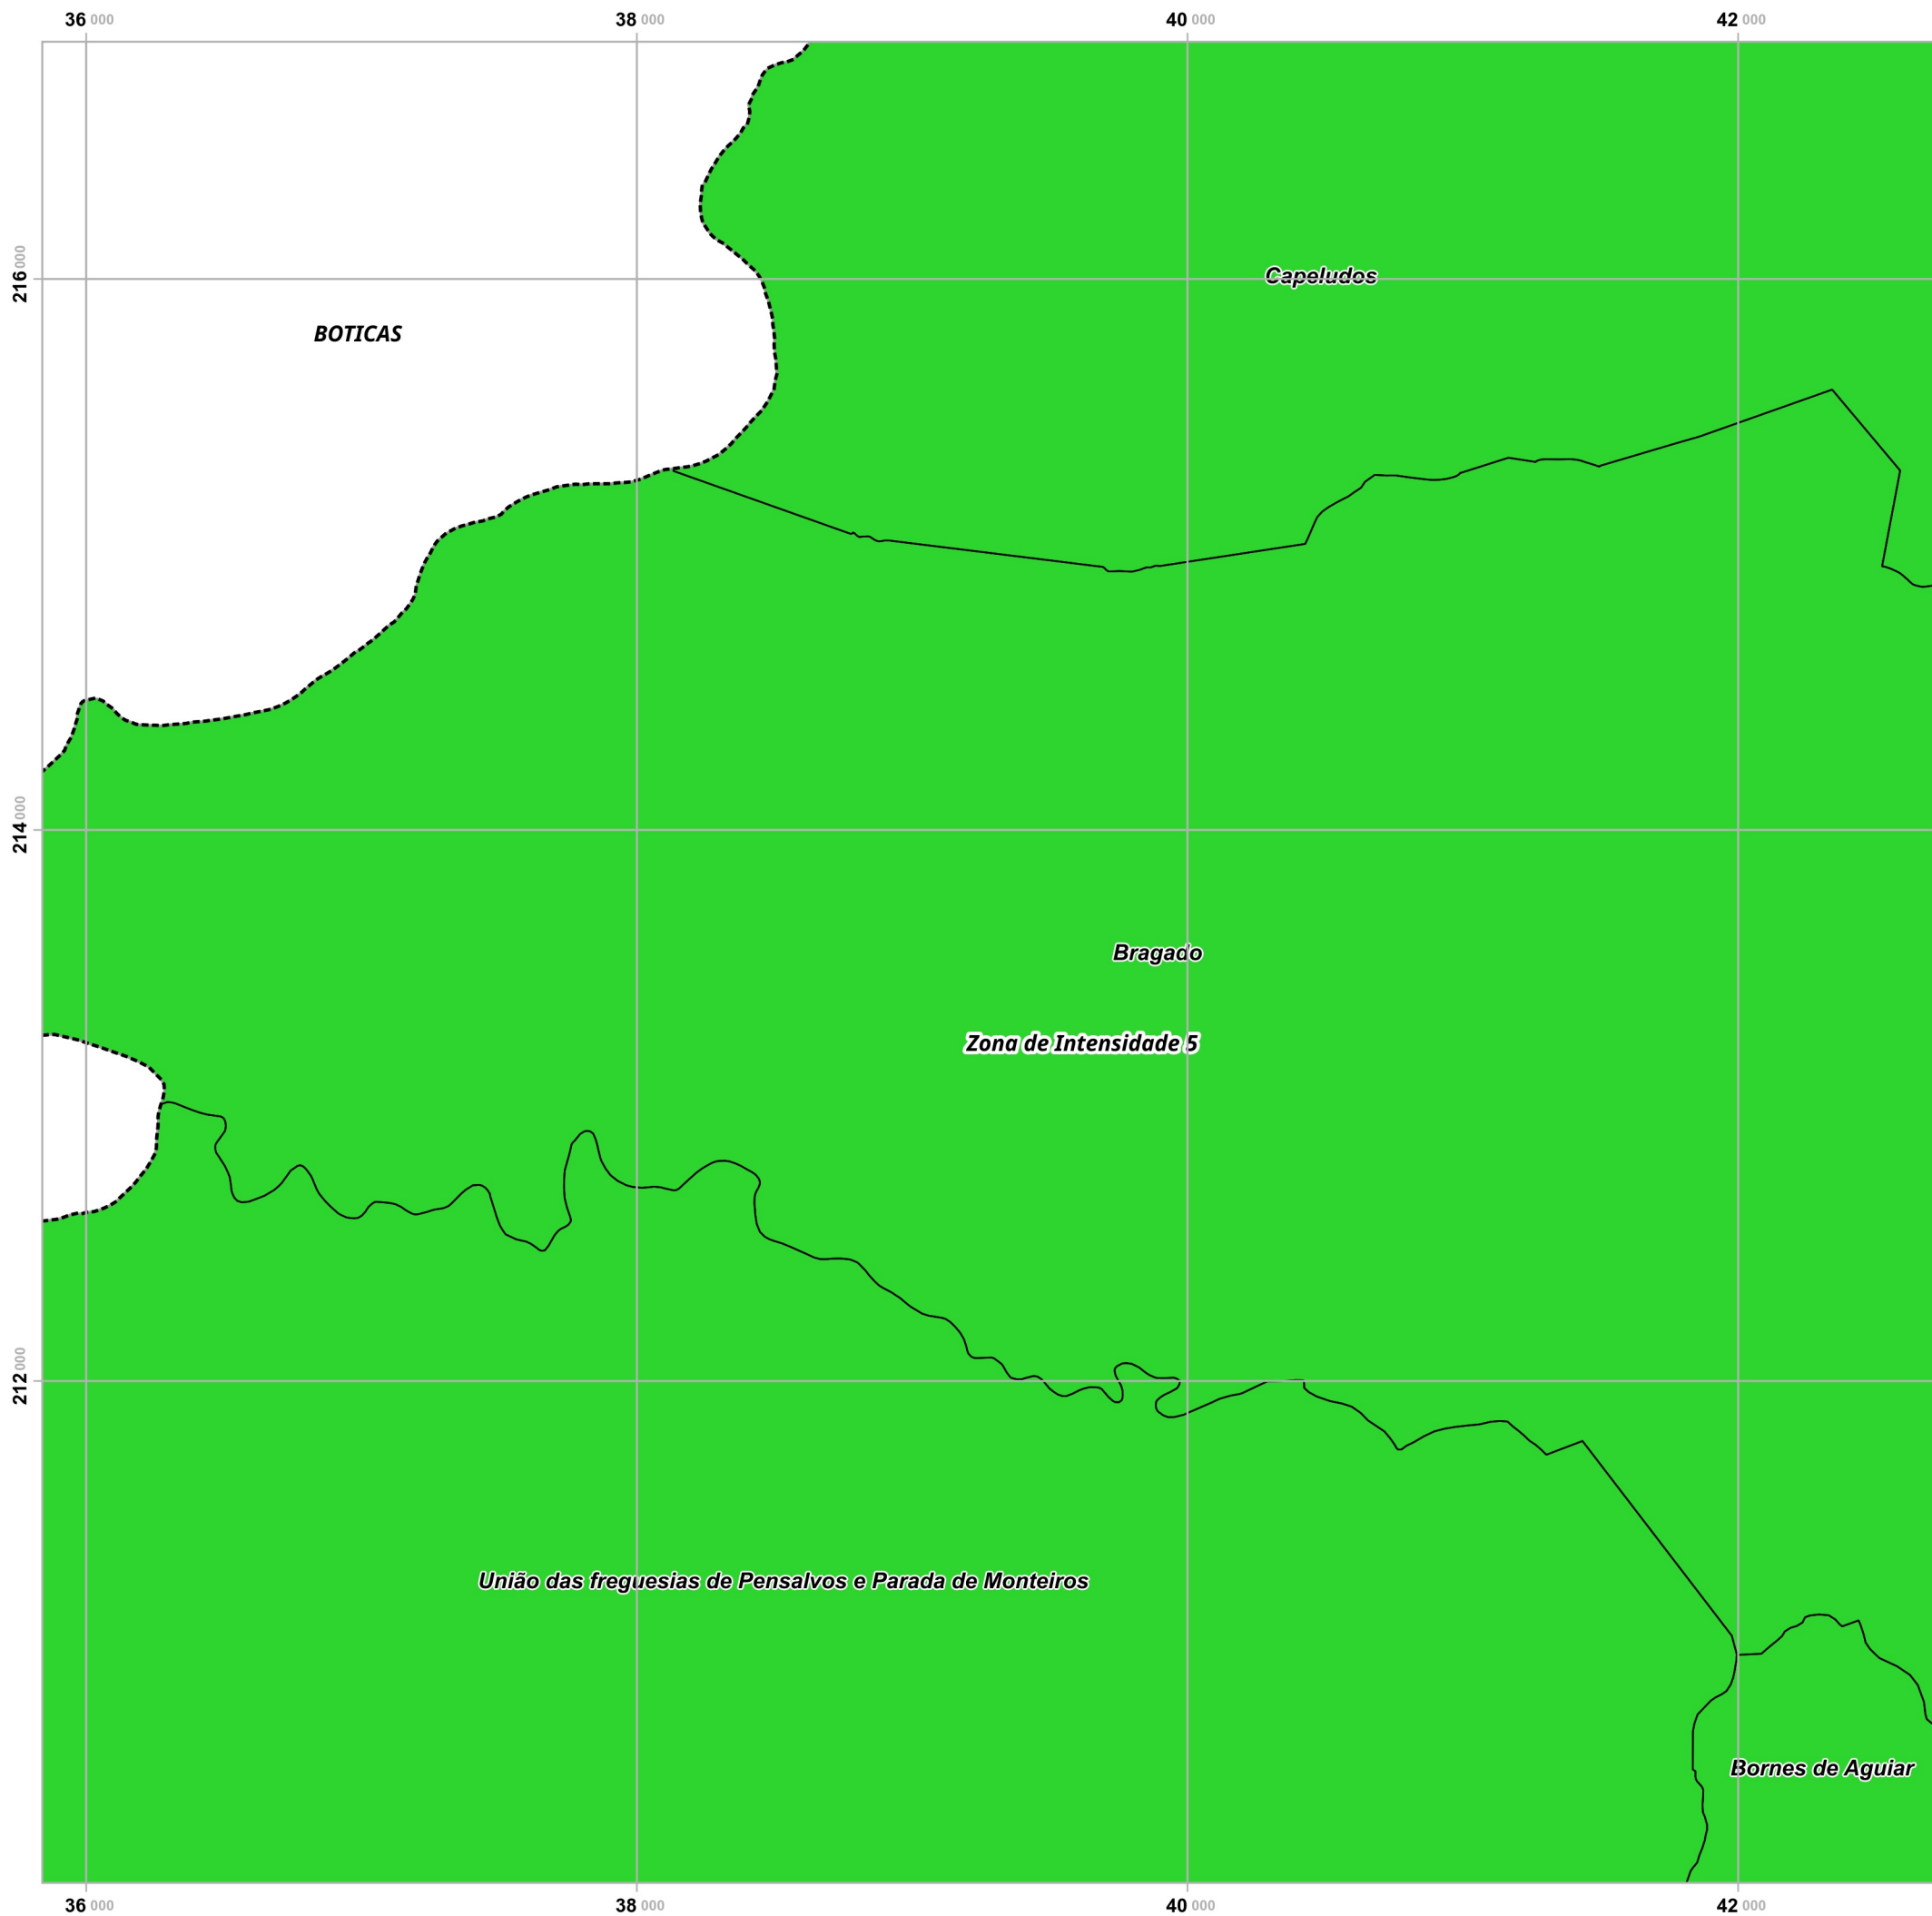 36 000 38 000 40 000 42 000
216 000
Capeludos
BOTICAS
214 000
Bragado
Zona de Intensidade 5
212 000
União das freguesias de Pensalvos e Parada de Monteiros
Bornes de Aguiar
36 000 38 000 40 000 42 000